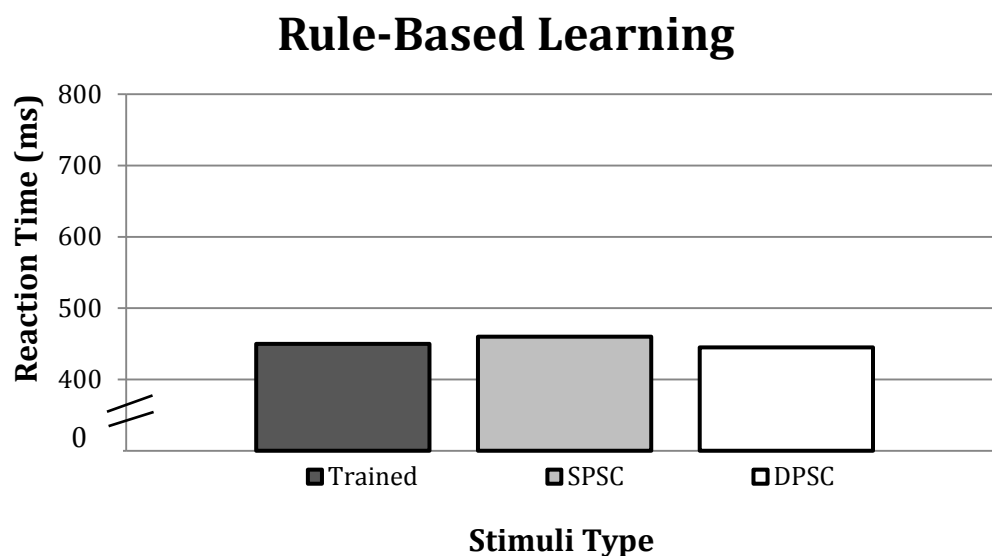 Rule-Based Learning
Reaction Time (ms)
800
700
600
500
400
0
Trained SPSC DPSC
Stimuli Type